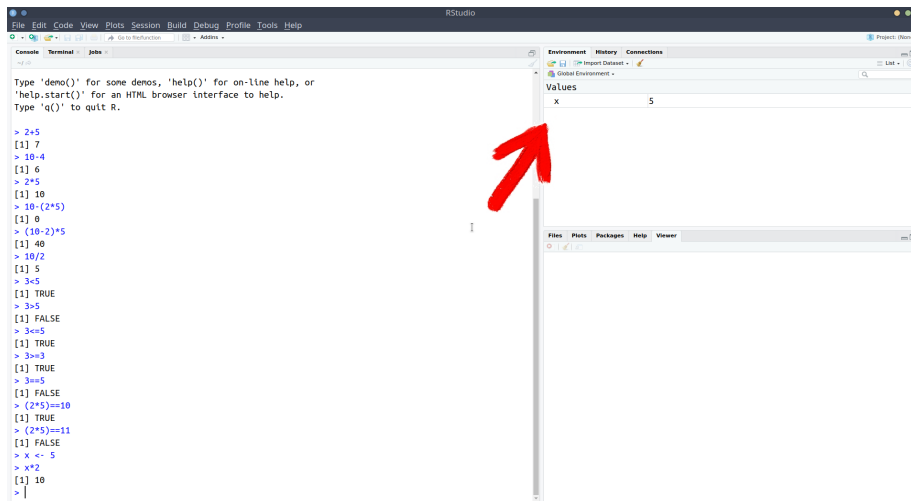 RStudio
File Edit Code View Plots Session Build Debug Profile Tools Help
Go to file/function Addins Project: (None
Console Terminal Jobs
~/
Type 'demo()' for some demos, 'help()' for on-line help, or
'help.start()' for an HTML browser interface to help.
Type 'q()' to quit R.
> 2+5
[1] 7
> 10-4
[1] 6
> 2*5
[1] 10
> 10-(2*5)
[1] 0
> (10-2)*5
[1] 40
> 10/2
[1] 5
> 3<5
[1] TRUE
> 3>5
[1] FALSE
> 3<=5
[1] TRUE
> 3>=3
[1] TRUE
> 3==5
[1] FALSE
> (2*5)==10
[1] TRUE
> (2*5)==11
[1] FALSE
> x <- 5
> x*2
[1] 10
>
Environment History Connections
Import Dataset List
Global Environment
Values
x 5
Files Plots Packages Help Viewer